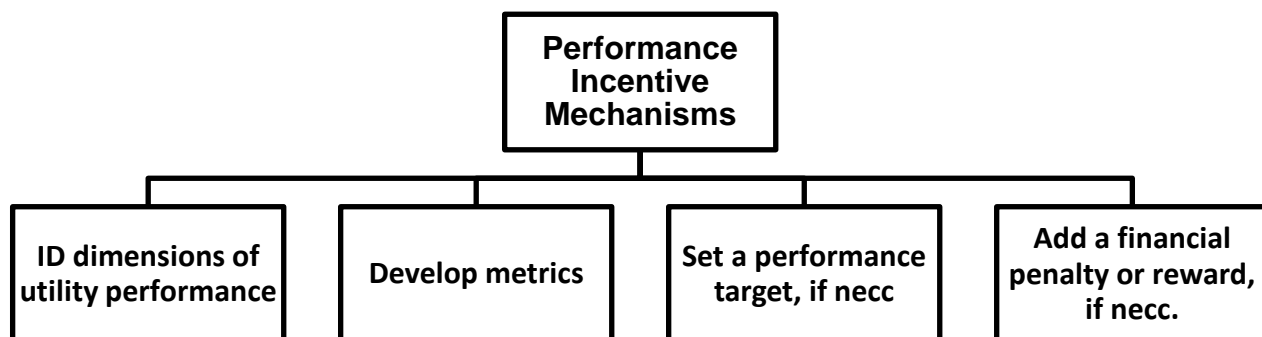 Performance
Incentive
Mechanisms
ID dimensions of
utility performance
Develop metrics
Set a performance
target, if necc
Add a financial
penalty or reward,
if necc.